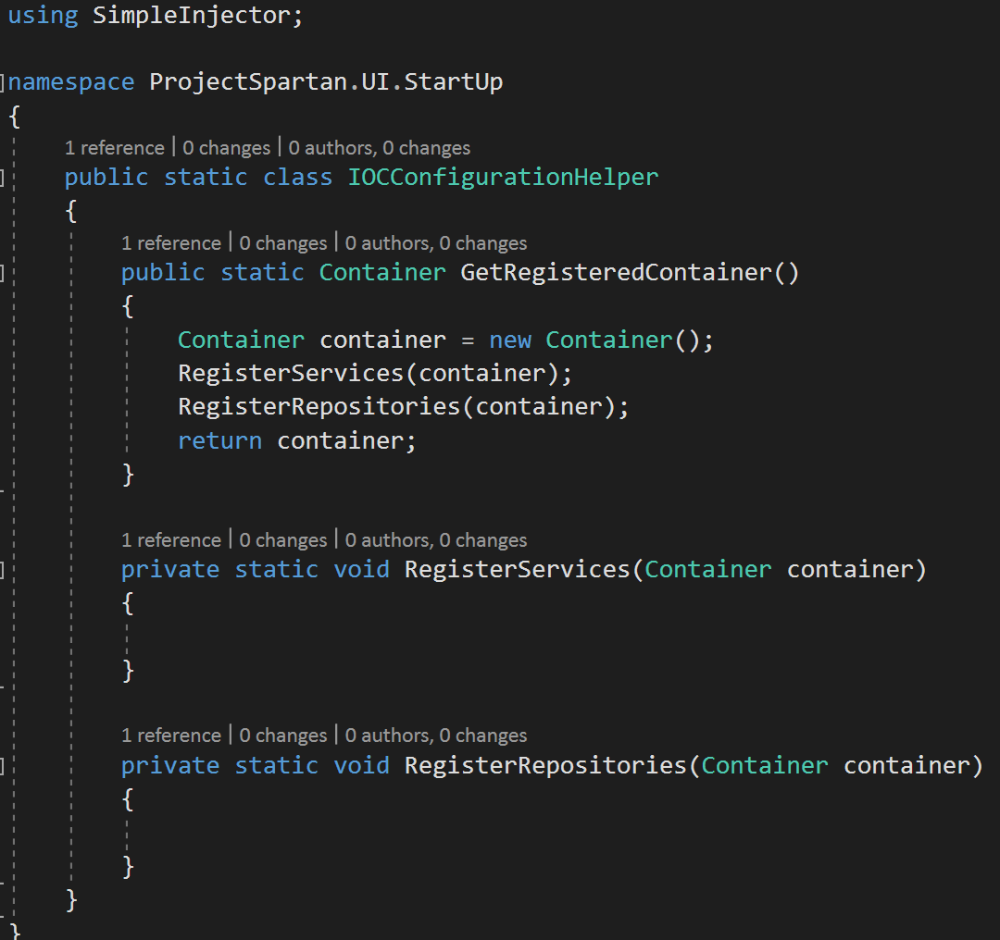 using SimpleInjector;
namespace ProjectSpartan.UI.StartUp
{
1 reference | 0 changes | 0 authors, 0 changes
public static class IOCConfigurationHelper
{
1 reference | 0 changes | 0 authors, 0 changes
public static Container GetRegisteredContainer()
{
Container container = new Container();
RegisterServices(container);
RegisterRepositories(container);
return container;
}
1 reference | 0 changes | 0 authors, 0 changes
private static void RegisterServices(Container container)
{
}
1 reference | 0 changes | 0 authors, 0 changes
private static void RegisterRepositories(Container container)
{
}
}
}